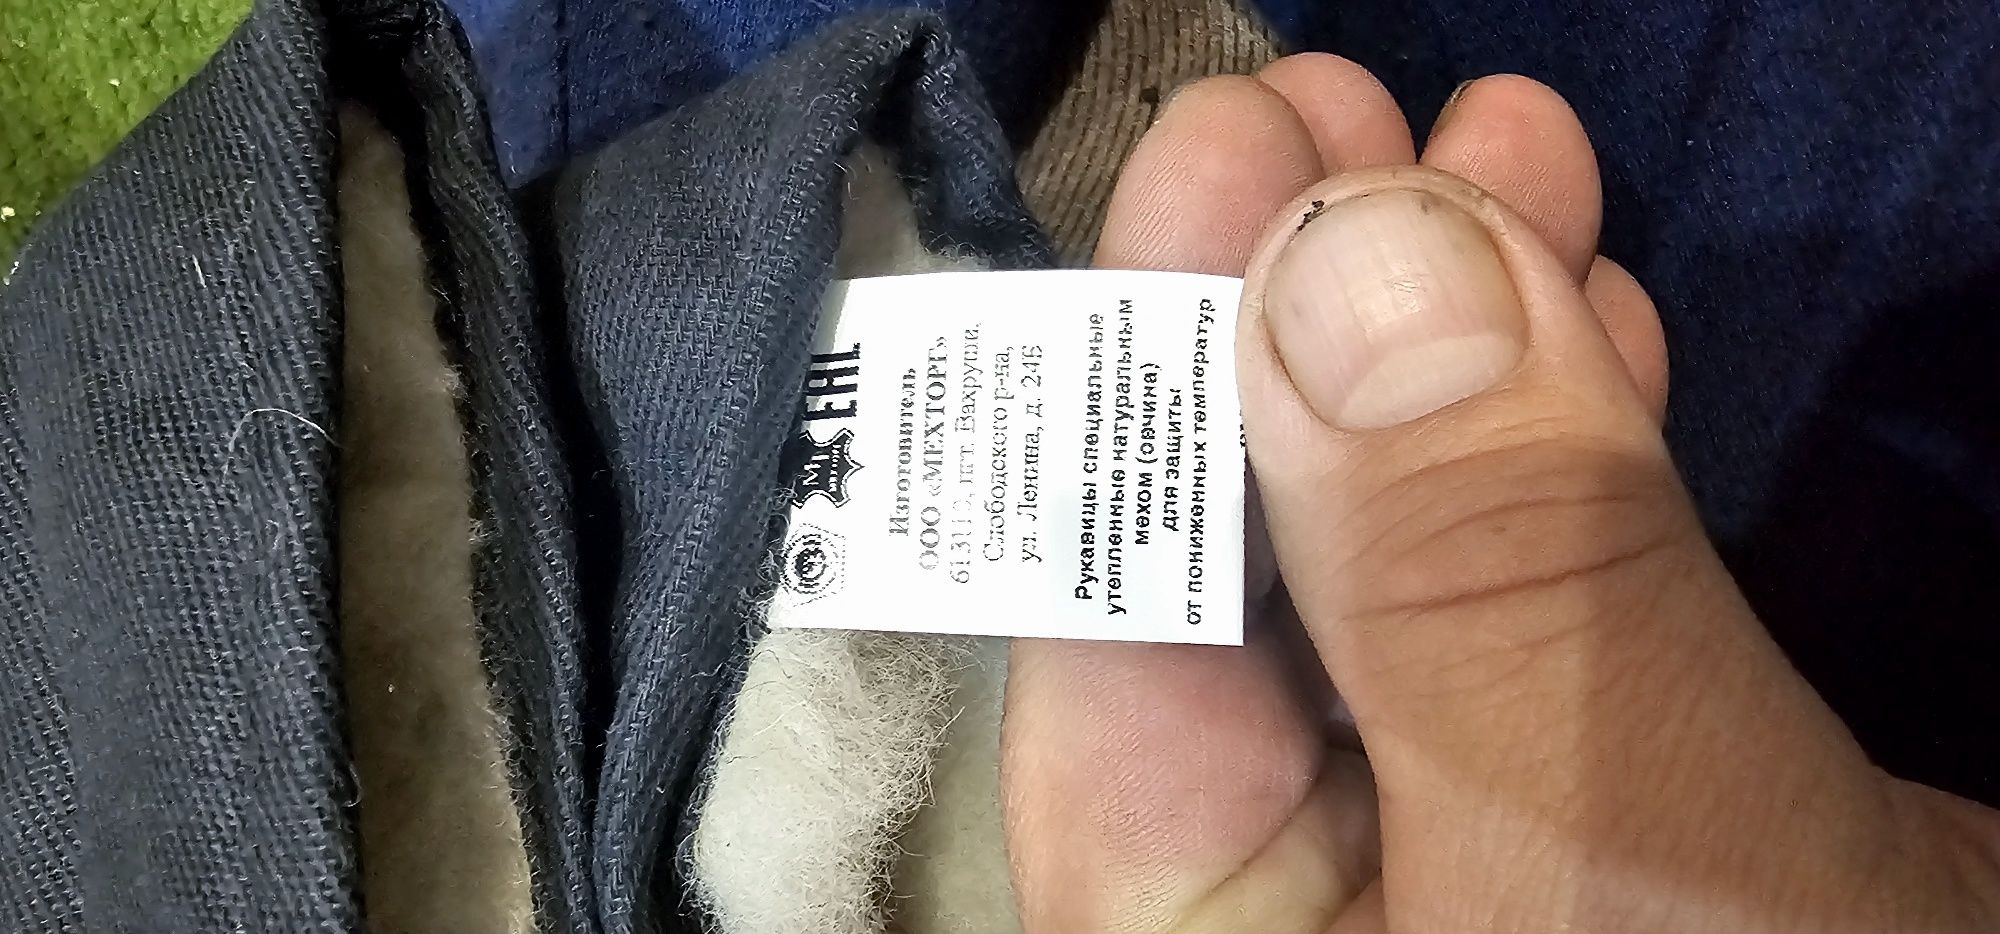 EAC
Изготовитель
ООО «МЕХТОРГ»
пгт. Вахруши,
Слободского р-на,
ул. Ленина, д. 24Б
Рукавицы специальные
утепленные натуральным
мехом (овчина)
для защиты
от пониженных температур